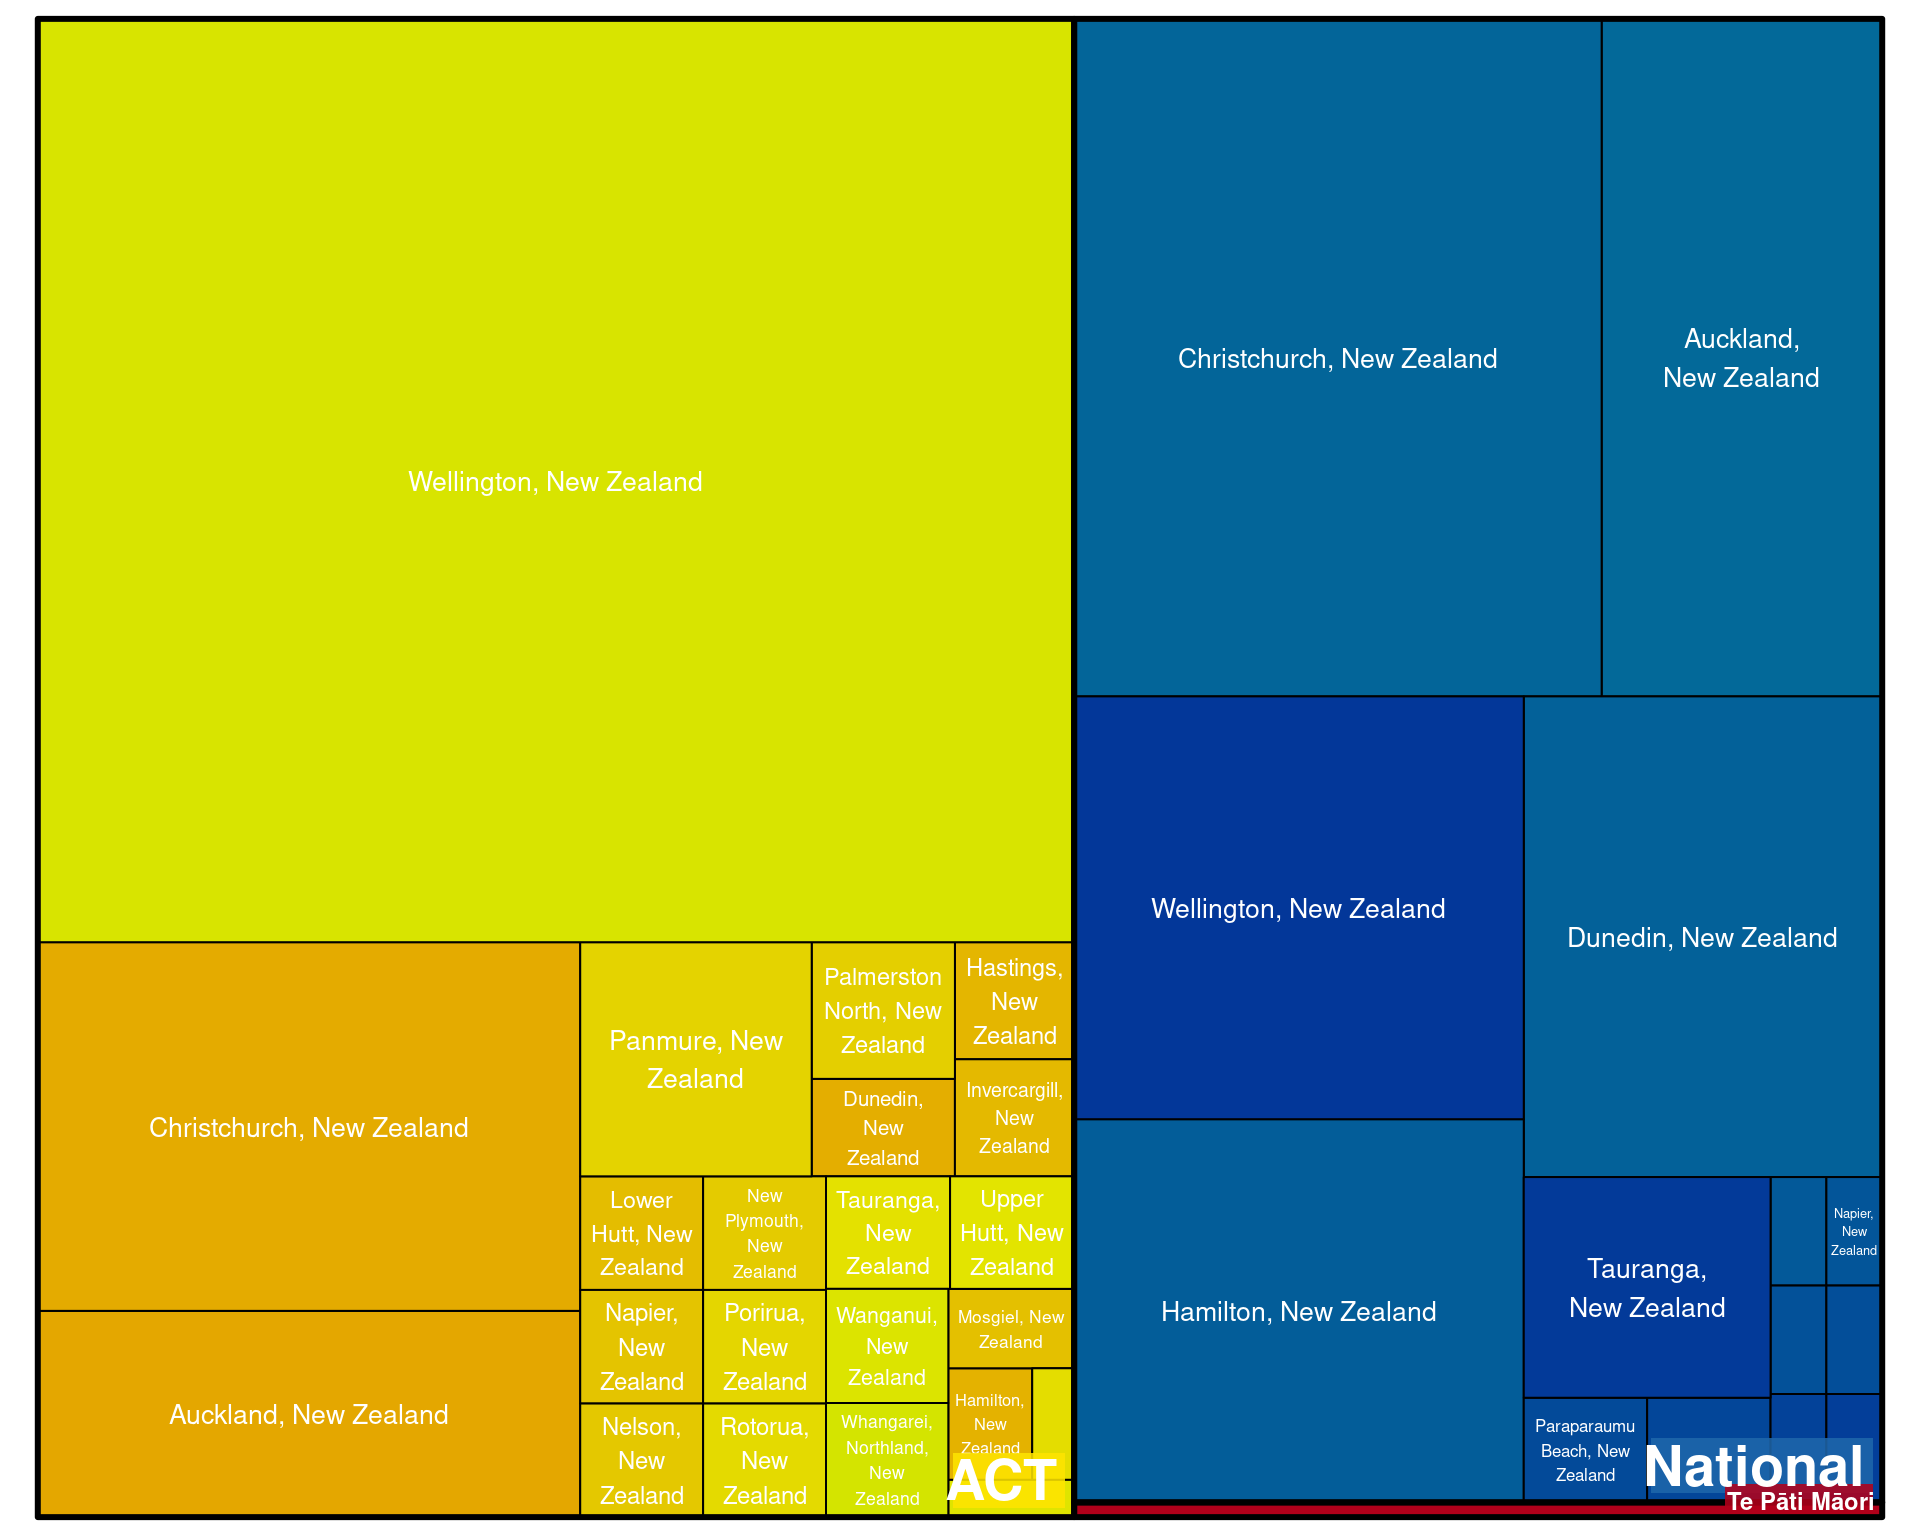 Wellington, New Zealand
Christchurch, New Zealand
Auckland, New Zealand
Panmure, New
Zealand
Palmerston
North, New
Zealand
Hastings,
New
Zealand
Dunedin,
New
Zealand
Invercargill,
New
Zealand
Lower
Hutt, New
Zealand
New
Plymouth,
New
Zealand
Tauranga,
New
Zealand
Upper
Hutt, New
Zealand
Napier,
New
Zealand
Porirua,
New
Zealand
Wanganui,
New
Zealand
Mosgiel, New
Zealand
Nelson,
New
Zealand
Rotorua,
New
Zealand
Whangarei,
Northland,
New
Zealand
Hamilton,
New
Zealand
ACT
Christchurch, New Zealand
Auckland,
New Zealand
Wellington, New Zealand
Dunedin, New Zealand
Hamilton, New Zealand
Tauranga,
New Zealand
Napier,
New
Zealand
Paraparaumu
Beach, New
Zealand
National
Te Pāti Māori